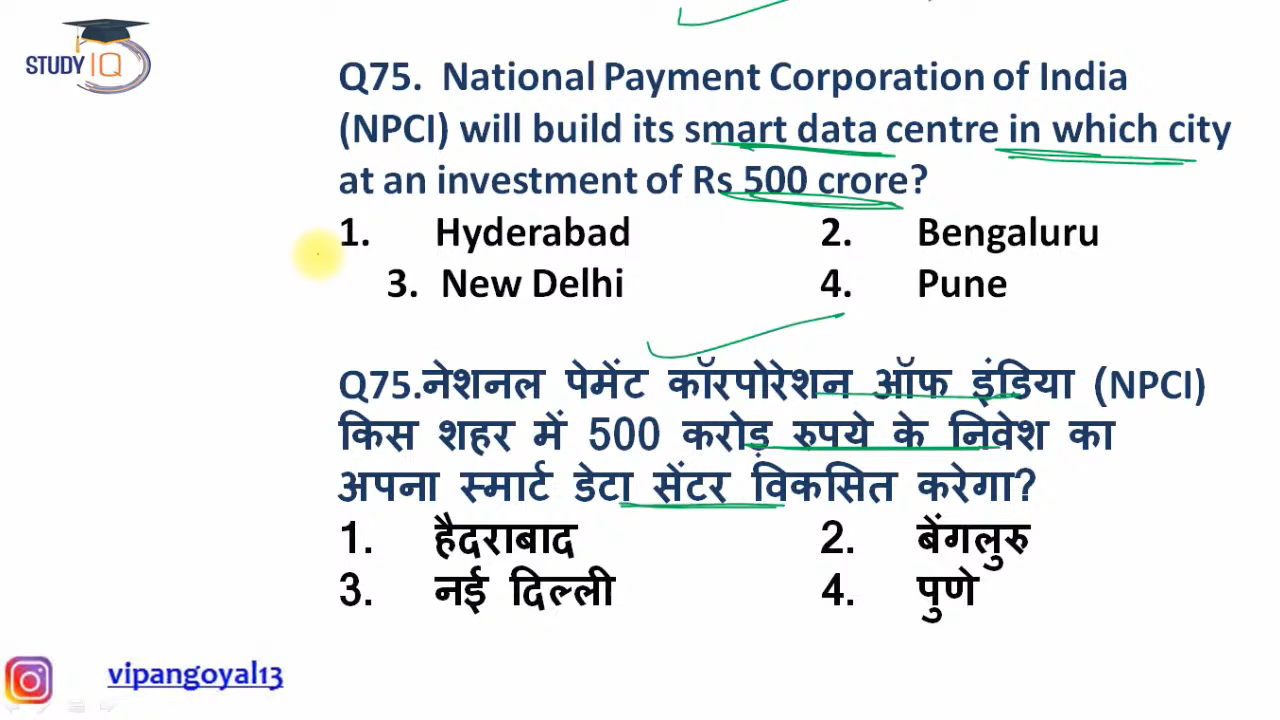 STUDY IQ
Q75. National Payment Corporation of India
(NPCI) will build its smart data centre in which city
at an investment of Rs 500 crore?
1. Hyderabad 2. Bengaluru
3. New Delhi 4. Pune
Q75.नेशनल पेमेंट कॉरपोरेशन ऑफ इंडिया (NPCI)
किस शहर में 500 करोड़ रुपये के निवेश का
अपना स्मार्ट डेटा सेंटर विकसित करेगा?
1. हैदराबाद 2. बेंगलुरु
3. नई दिल्ली 4. पुणे
vipangoyal13